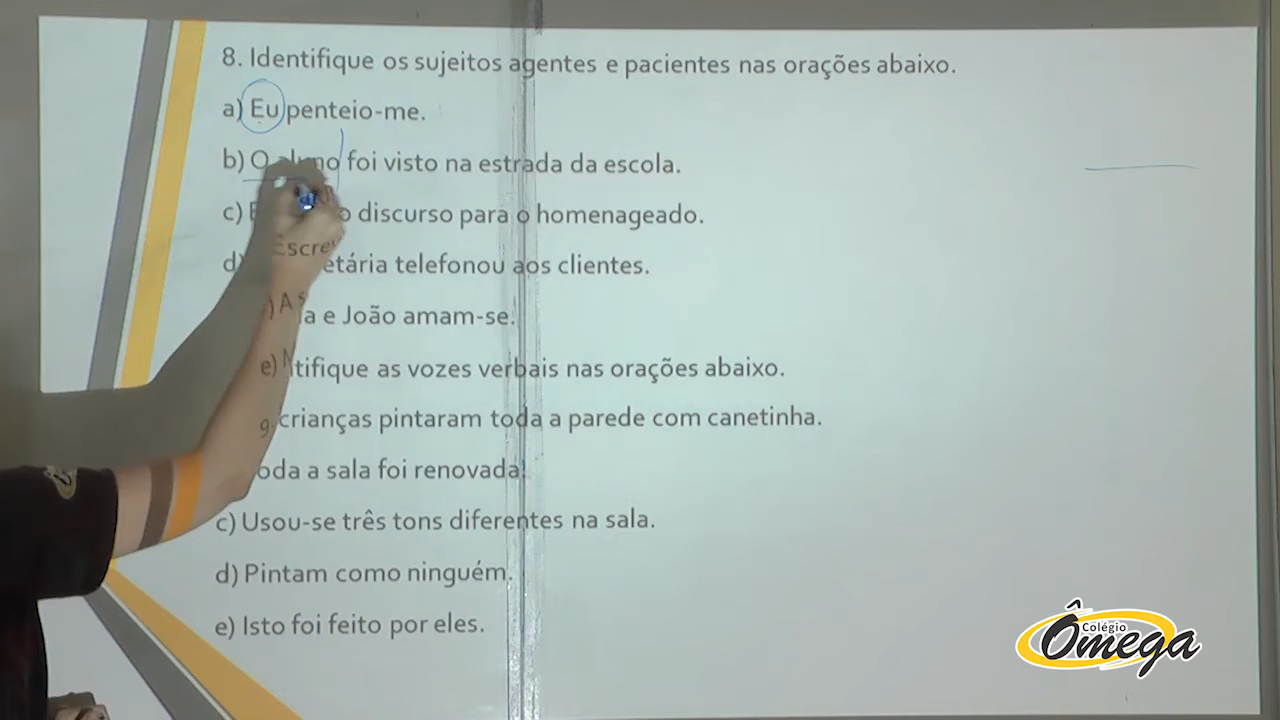 8. Identifique os sujeitos agentes e pacientes nas orações abaixo.
a) Eu penteio-me.
b) O aluno foi visto na estrada da escola.
c) discurso para o homenageado.
d) telefonou aos clientes.
e João amam-se.
as vozes verbais nas orações abaixo.
crianças pintaram toda a parede com canetinha.
a sala foi renovada.
c) Usou-se três tons diferentes na sala.
d) Pintam como ninguém.
e) Isto foi feito por eles.
Colégio
Ômega